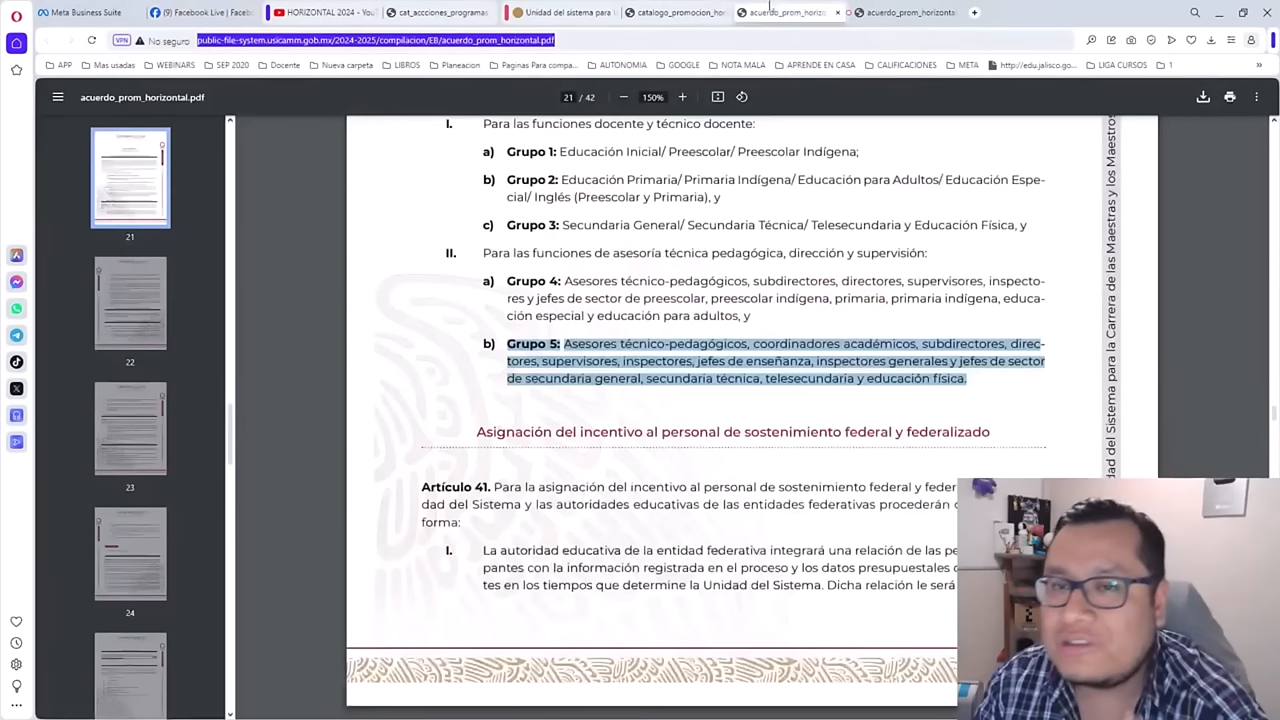 Meta Business Suite
(9) Facebook Live | Faceb
HORIZONTAL 2024 - YouT
cat_accciones_programas
Unidad del sistema para l
catalogo_promocion_hor
acuerdo_prom_horizo
acuerdo_prom_horizonta
VPN
No seguro
public-file-system.usicamm.gob.mx/2024-2025/compilacion/EB/acuerdo_prom_horizontal.pdf
APP
Mas usadas
WEBINARS
SEP 2020
Docente
Nueva carpeta
LIBROS
Planeacion
Paginas Para compa...
AUTONOMIA
GOOGLE
NOTA MALA
APRENDE EN CASA
CALIFICACIONES
META
http://edu.jalisco.go...
LIGA CURSOS
1
acuerdo_prom_horizontal.pdf
21 / 42
150%
21
22
23
24
I. Para las funciones docente y técnico docente:
a) Grupo 1: Educación Inicial/ Preescolar/ Preescolar Indígena;
b) Grupo 2: Educación Primaria/ Primaria Indígena/ Educación para Adultos/ Educación Espe-
cial/ Inglés (Preescolar y Primaria), y
c) Grupo 3: Secundaria General/ Secundaria Técnica/ Telesecundaria y Educación Física, y
II. Para las funciones de asesoría técnica pedagógica, dirección y supervisión:
a) Grupo 4: Asesores técnico-pedagógicos, subdirectores, directores, supervisores, inspecto-
res y jefes de sector de preescolar, preescolar indígena, primaria, primaria indígena, educa-
ción especial y educación para adultos, y
b) Grupo 5: Asesores técnico-pedagógicos, coordinadores académicos, subdirectores, direc-
tores, supervisores, inspectores, jefes de enseñanza, inspectores generales y jefes de sector
de secundaria general, secundaria técnica, telesecundaria y educación física.
Asignación del incentivo al personal de sostenimiento federal y federalizado
Artículo 41. Para la asignación del incentivo al personal de sostenimiento federal y feder
dad del Sistema y las autoridades educativas de las entidades federativas procederán
forma:
I. La autoridad educativa de la entidad federativa integrará una relación de las pe
pantes con la información registrada en el proceso y los datos presupuestales
tes en los tiempos que determine la Unidad del Sistema. Dicha relación le será
dad del Sistema para la Carrera de las Maestras y los Maestros